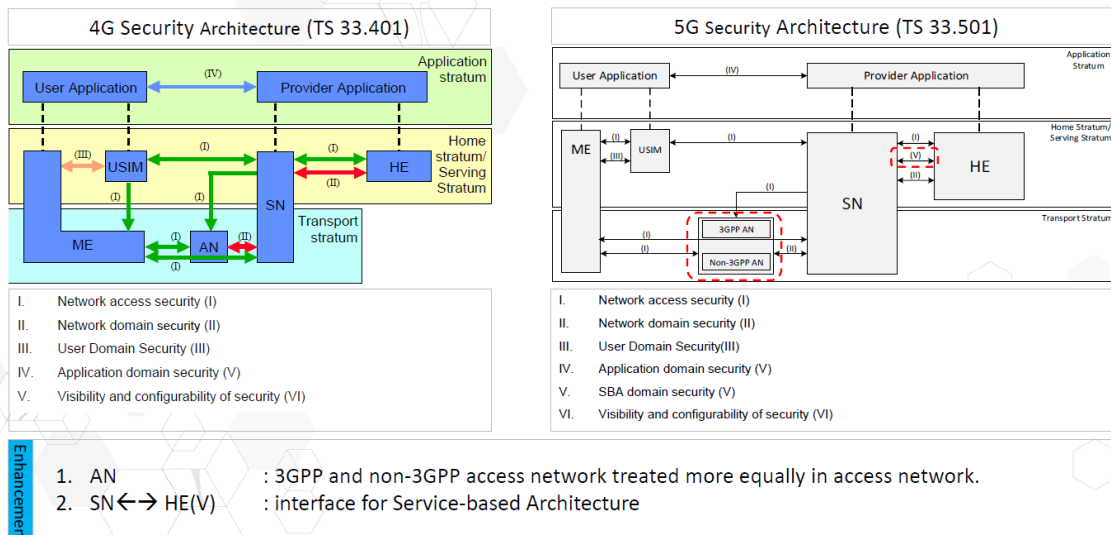 4G Security Architecture (TS 33.401)
Application
stratum
(IV)
User Application
Provider Application
Home
stratum/
Serving
Stratum
(III)
USIM
(I)
(I)
(II)
HE
(I)
(I)
SN
Transport
stratum
ME
(I)
AN
(II)
(I)
I. Network access security (I)
II. Network domain security (II)
III. User Domain Security (III)
IV. Application domain security (V)
V. Visibility and configurability of security (VI)
5G Security Architecture (TS 33.501)
Application
Stratum
User Application
(IV)
Provider Application
Home Stratum/
Serving Stratum
ME
(I)
(III)
USIM
(I)
(I)
(V)
(II)
HE
SN
(I)
Transport Stratum
3GPP AN
(I)
(I)
(II)
Non-3GPP AN
I. Network access security (I)
II. Network domain security (II)
III. User Domain Security(III)
IV. Application domain security (V)
V. SBA domain security (V)
VI. Visibility and configurability of security (VI)
Enhancemen
1. AN : 3GPP and non-3GPP access network treated more equally in access network.
2. SN←→ HE(V) : interface for Service-based Architecture